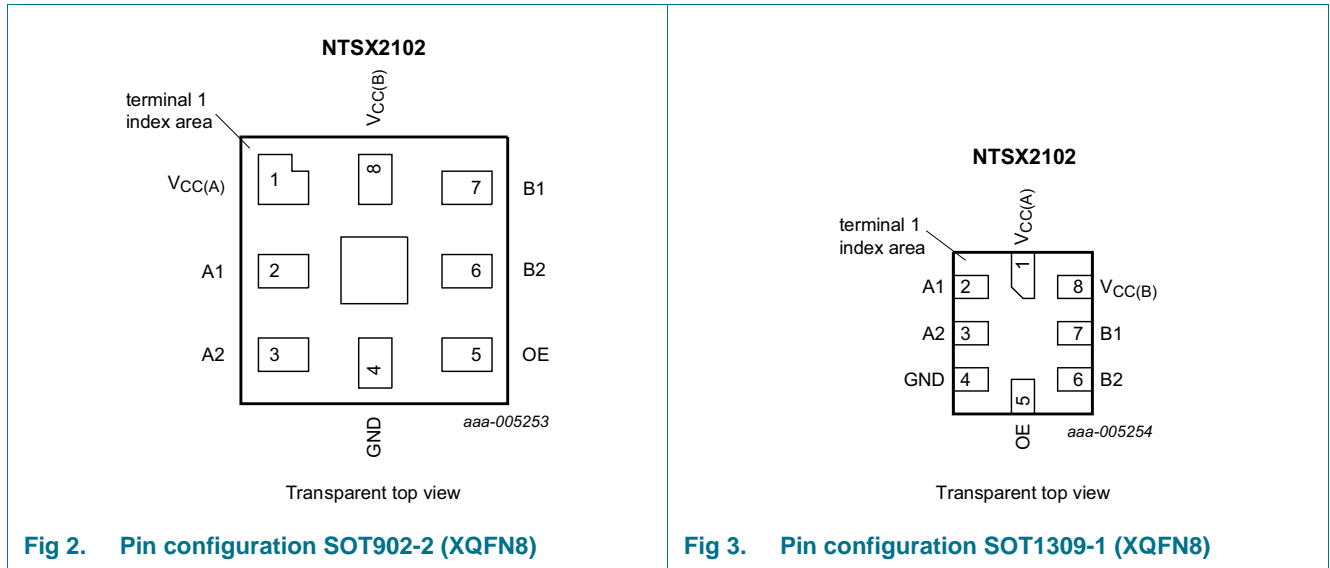 NTSX2102
VCC(B)
terminal 1
index area
VCC(A)
1
8
7
B1
A1
2
6
B2
A2
3
4
5
OE
GND
aaa-005253
Transparent top view
Fig 2. Pin configuration SOT902-2 (XQFN8)
NTSX2102
VCC(A)
terminal 1
index area
1
A1
2
8
VCC(B)
A2
3
7
B1
GND
4
6
B2
5
OE
aaa-005254
Transparent top view
Fig 3. Pin configuration SOT1309-1 (XQFN8)